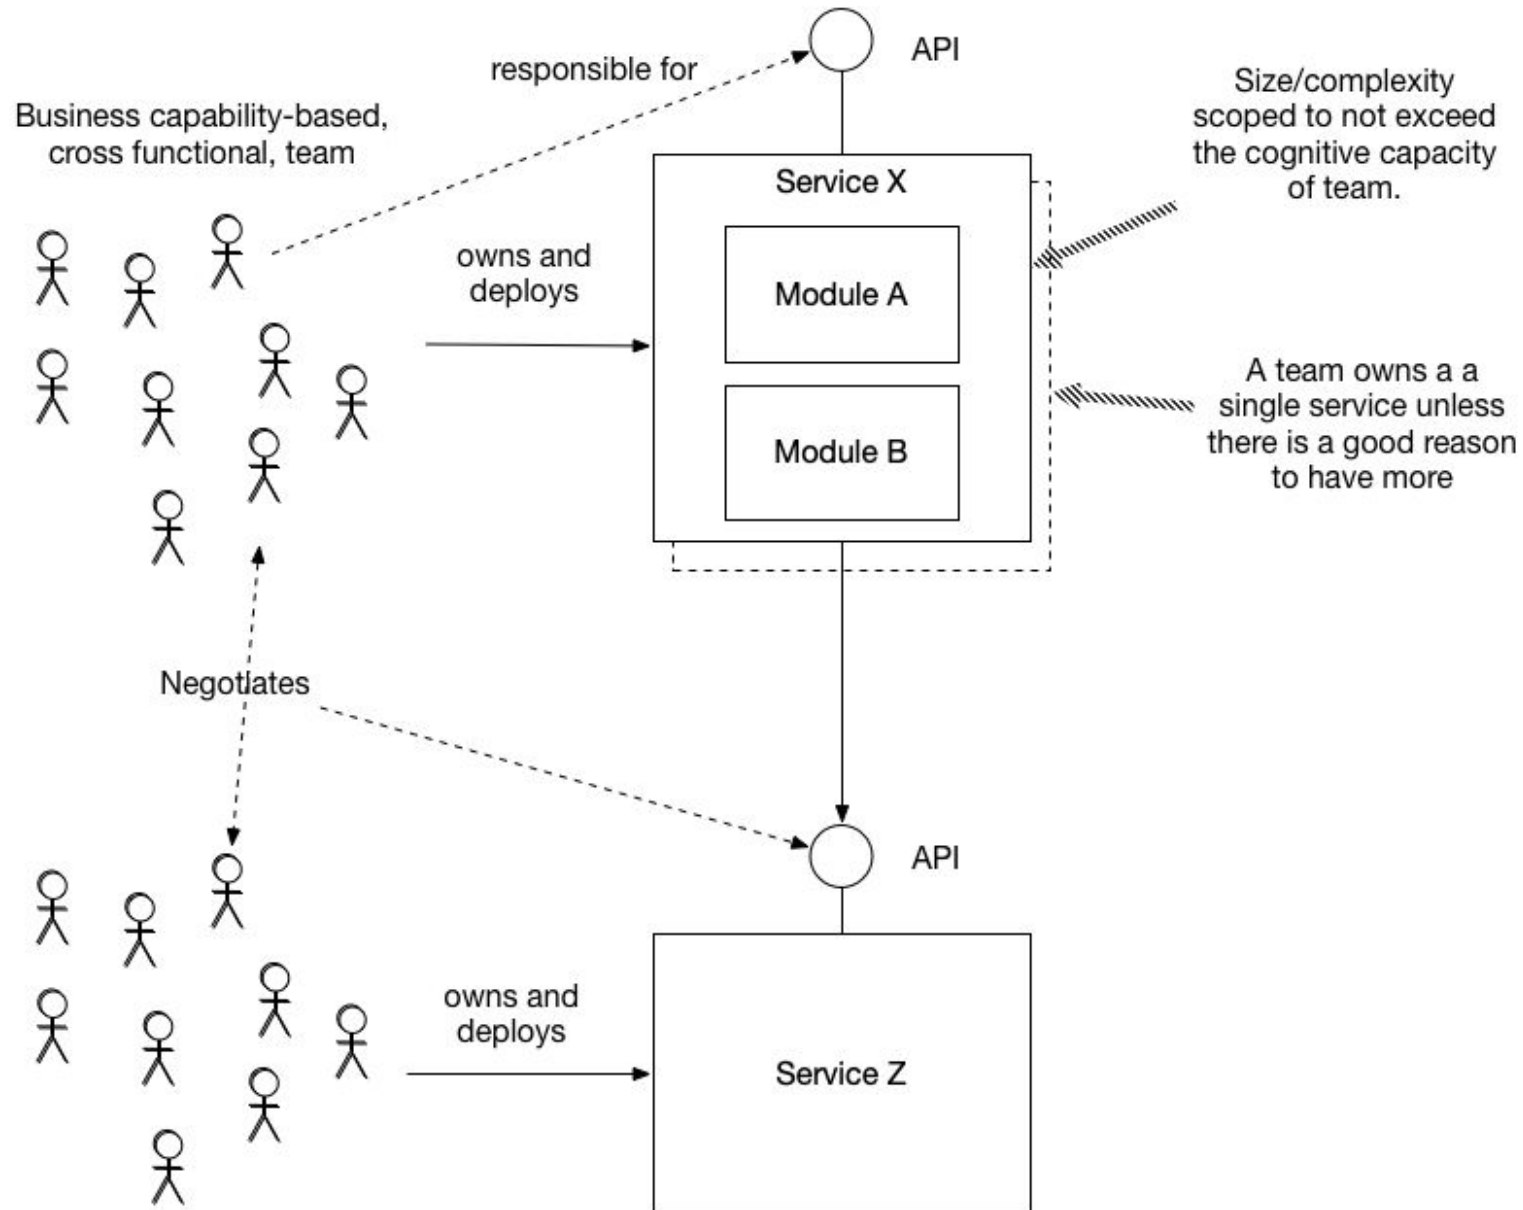 API
responsible for
Size/complexity
scoped to not exceed
the cognitive capacity
of team.
Business capability-based,
cross functional, team
Service X
owns and
deploys
Module A
A team owns a a
single service unless
there is a good reason
to have more
Module B
Negotiates
API
owns and
deploys
Service Z